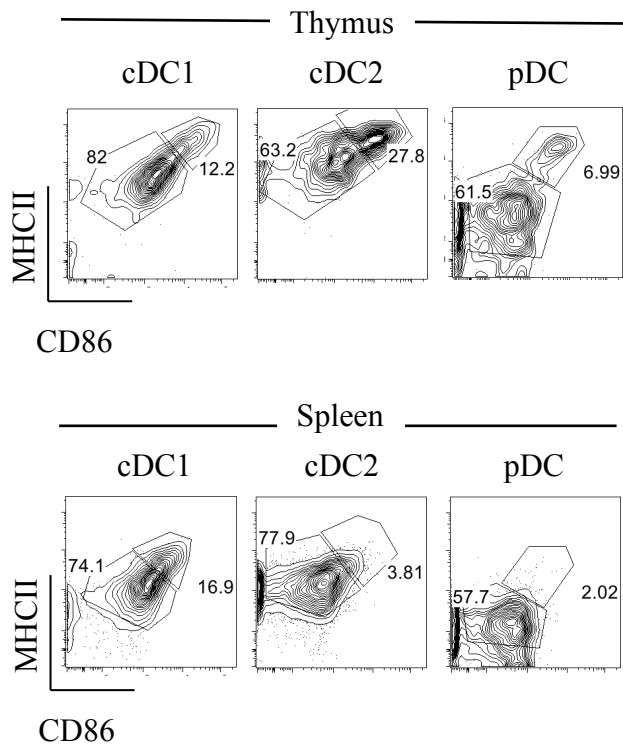 Thymus
cDC1 cDC2 pDC
82 12.2 63.2 27.8 61.5 6.99
MHCII
CD86
Spleen
cDC1 cDC2 pDC
74.1 16.9 77.9 3.81 57.7 2.02
MHCII
CD86